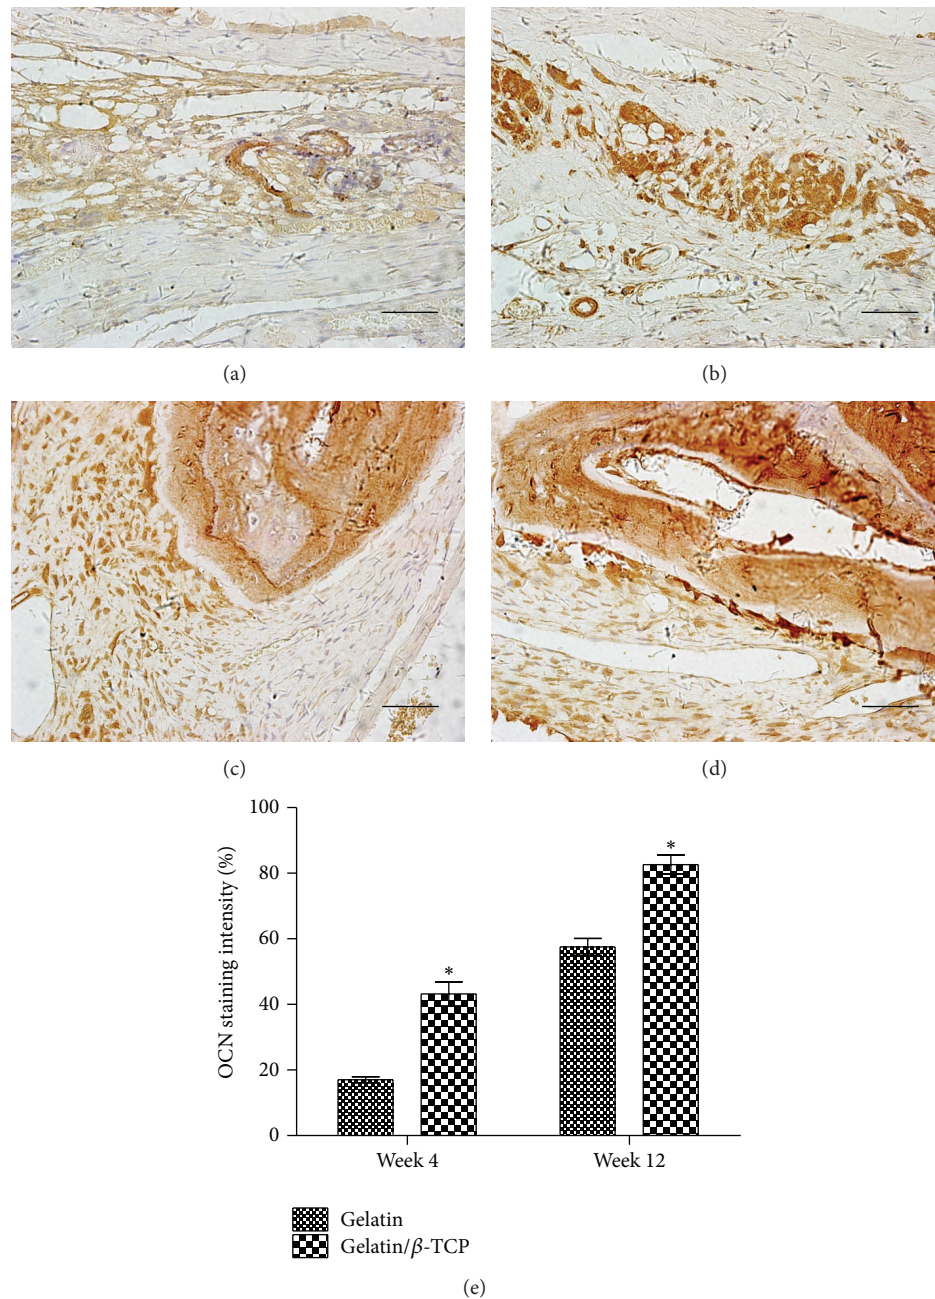 (a)
(b)
(c)
(d)
100
80
60
40
20
0
OCN staining intensity (%)
*
*
Week 4
Week 12
Gelatin
Gelatin/β-TCP
(e)